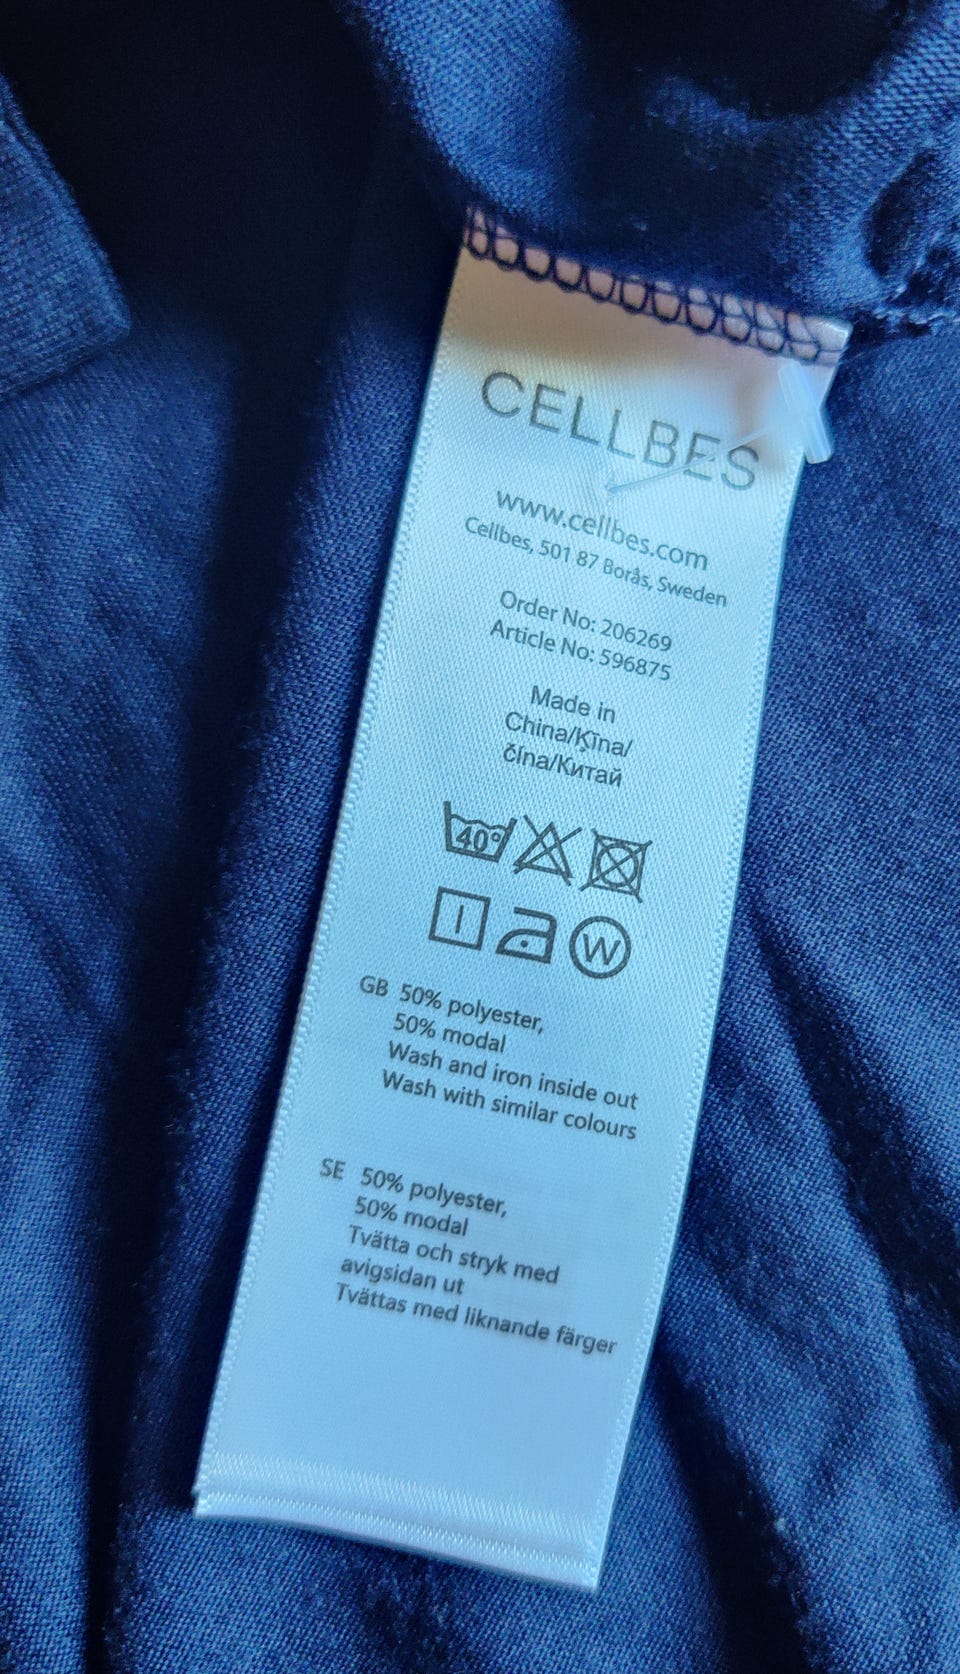 CELLBES
www.cellbes.com
Cellbes, 501 87 Borås, Sweden
Order No: 206269
Article No: 596875
Made in
China/Ķīna/
čína/Китай
40°
W
GB 50% polyester,
50% modal
Wash and iron inside out
Wash with similar colours
SE 50% polyester,
50% modal
Tvätta och stryk med
avigsidan ut
Tvättas med liknande färger